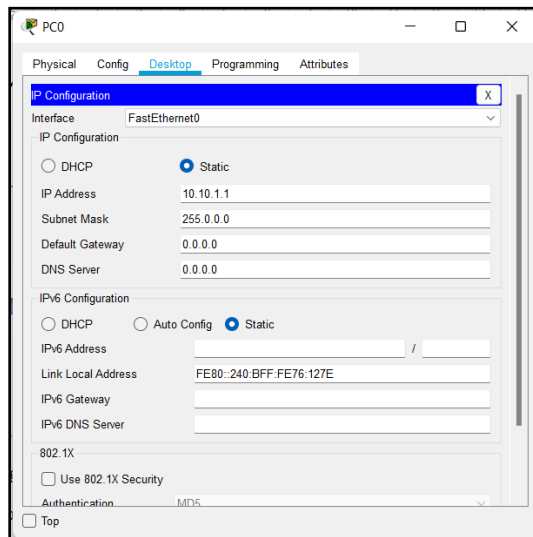 PC0
Physical Config Desktop Programming Attributes
IP Configuration X
Interface FastEthernet0
IP Configuration
DHCP Static
IP Address 10.10.1.1
Subnet Mask 255.0.0.0
Default Gateway 0.0.0.0
DNS Server 0.0.0.0
IPv6 Configuration
DHCP Auto Config Static
IPv6 Address /
Link Local Address FE80::240:BFF:FE76:127E
IPv6 Gateway
IPv6 DNS Server
802.1X
Use 802.1X Security
Authentication MD5
Top